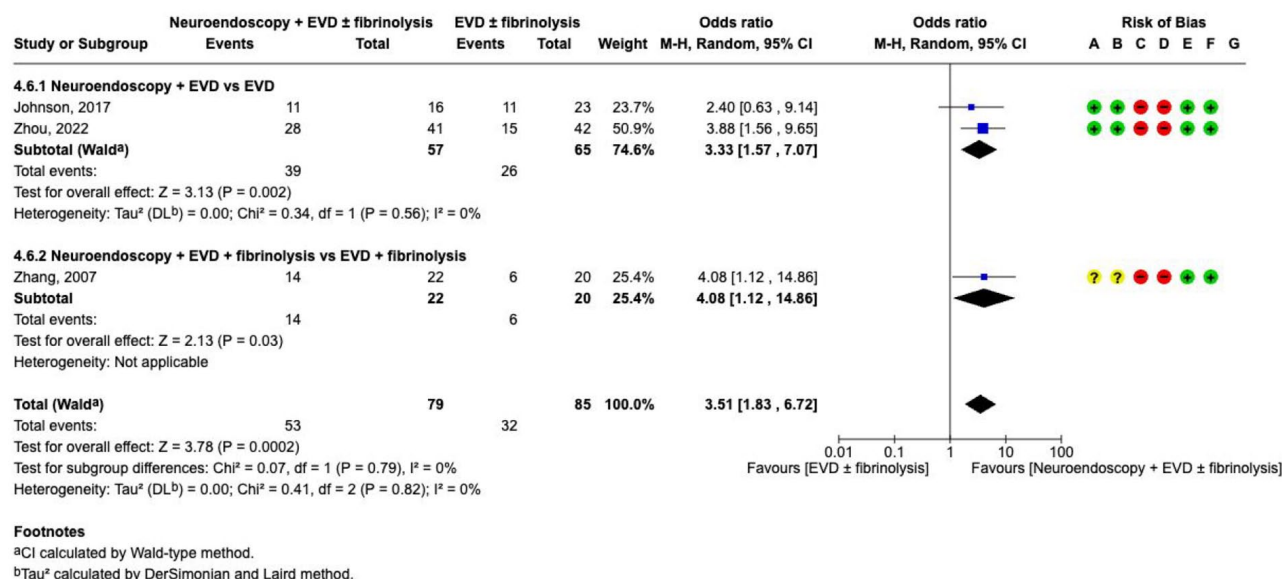 Neuroendoscopy + EVD ± fibrinolysis EVD ± fibrinolysis Odds ratio Odds ratio Risk of Bias
Study or Subgroup Events Total Events Total Weight M-H, Random, 95% CI M-H, Random, 95% CI A B C D E F G
4.6.1 Neuroendoscopy + EVD vs EVD
Johnson, 2017 11 16 11 23 23.7% 2.40 [0.63 , 9.14] + + − − + +
Zhou, 2022 28 41 15 42 50.9% 3.88 [1.56 , 9.65] + + − − + +
Subtotal (Waldᵃ) 57 65 74.6% 3.33 [1.57 , 7.07]
Total events: 39 26
Test for overall effect: Z = 3.13 (P = 0.002)
Heterogeneity: Tau² (DLᵇ) = 0.00; Chi² = 0.34, df = 1 (P = 0.56); I² = 0%
4.6.2 Neuroendoscopy + EVD + fibrinolysis vs EVD + fibrinolysis
Zhang, 2007 14 22 6 20 25.4% 4.08 [1.12 , 14.86] ? ? − − + +
Subtotal 22 20 25.4% 4.08 [1.12 , 14.86]
Total events: 14 6
Test for overall effect: Z = 2.13 (P = 0.03)
Heterogeneity: Not applicable
Total (Waldᵃ) 79 85 100.0% 3.51 [1.83 , 6.72]
Total events: 53 32
Test for overall effect: Z = 3.78 (P = 0.0002)
Test for subgroup differences: Chi² = 0.07, df = 1 (P = 0.79), I² = 0%
Heterogeneity: Tau² (DLᵇ) = 0.00; Chi² = 0.41, df = 2 (P = 0.82); I² = 0%
0.01 0.1 1 10 100
Favours [EVD ± fibrinolysis] Favours [Neuroendoscopy + EVD ± fibrinolysis]
Footnotes
ᵃCI calculated by Wald-type method.
ᵇTau² calculated by DerSimonian and Laird method.